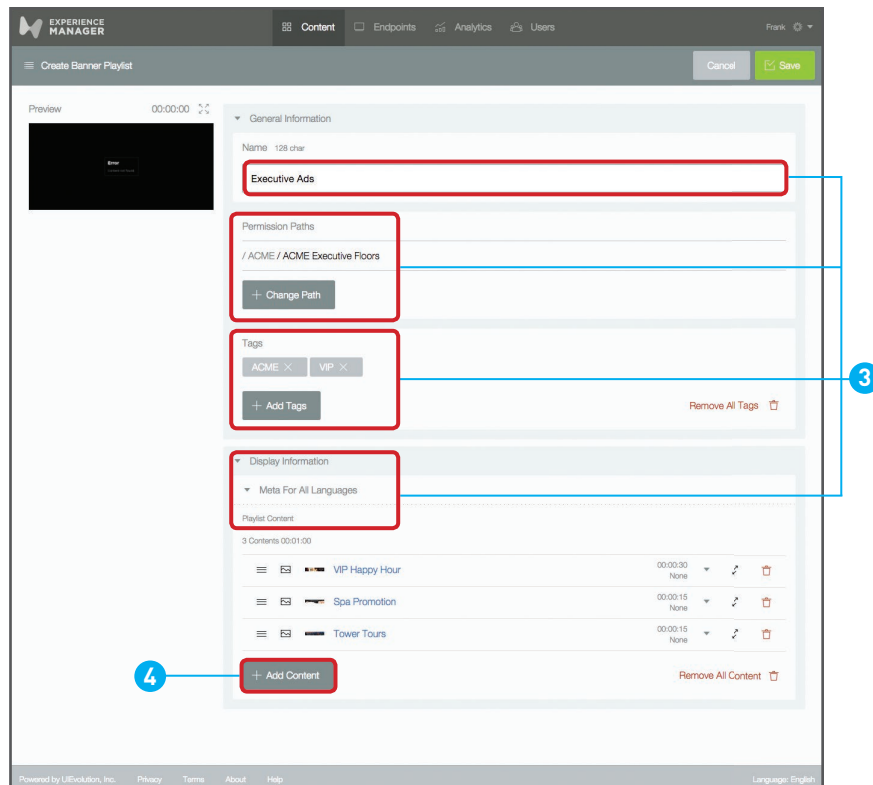 EXPERIENCE
MANAGER
Content Endpoints Analytics Users
Frank
Create Banner Playlist
Cancel Save
Preview 00:00:00
Error
General Information
Name 128 char
Executive Ads
Permission Paths
/ ACME / ACME Executive Floors
+ Change Path
Tags
ACME × VIP ×
+ Add Tags
Remove All Tags
3
Display Information
Meta For All Languages
Playlist Content
3 Contents 00:01:00
VIP Happy Hour 00:00:30
None
Spa Promotion 00:00:15
None
Tower Tours 00:00:15
None
4
+ Add Content
Remove All Content
Powered by UIEvolution, Inc. Privacy Terms About Help Language: English